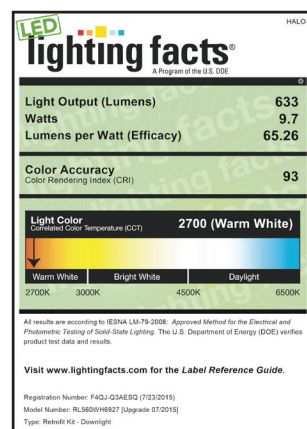 HALO
LED
lighting facts®
A Program of the U.S. DOE
Light Output (Lumens) 633
Watts 9.7
Lumens per Watt (Efficacy) 65.26
Color Accuracy 93
Color Rendering Index (CRI)
Light Color 2700 (Warm White)
Correlated Color Temperature (CCT)
Warm White Bright White Daylight
2700K 3000K 4500K 6500K
All results are according to IESNA LM-79-2008: Approved Method for the Electrical and
Photometric Testing of Solid-State Lighting. The U.S. Department of Energy (DOE) verifies
product test data and results.
Visit www.lightingfacts.com for the Label Reference Guide.
Registration Number: F4QJ-Q3AESQ (7/23/2015)
Model Number: RL560WH6927 [Upgrade 07/2015]
Type: Retrofit Kit - Downlight